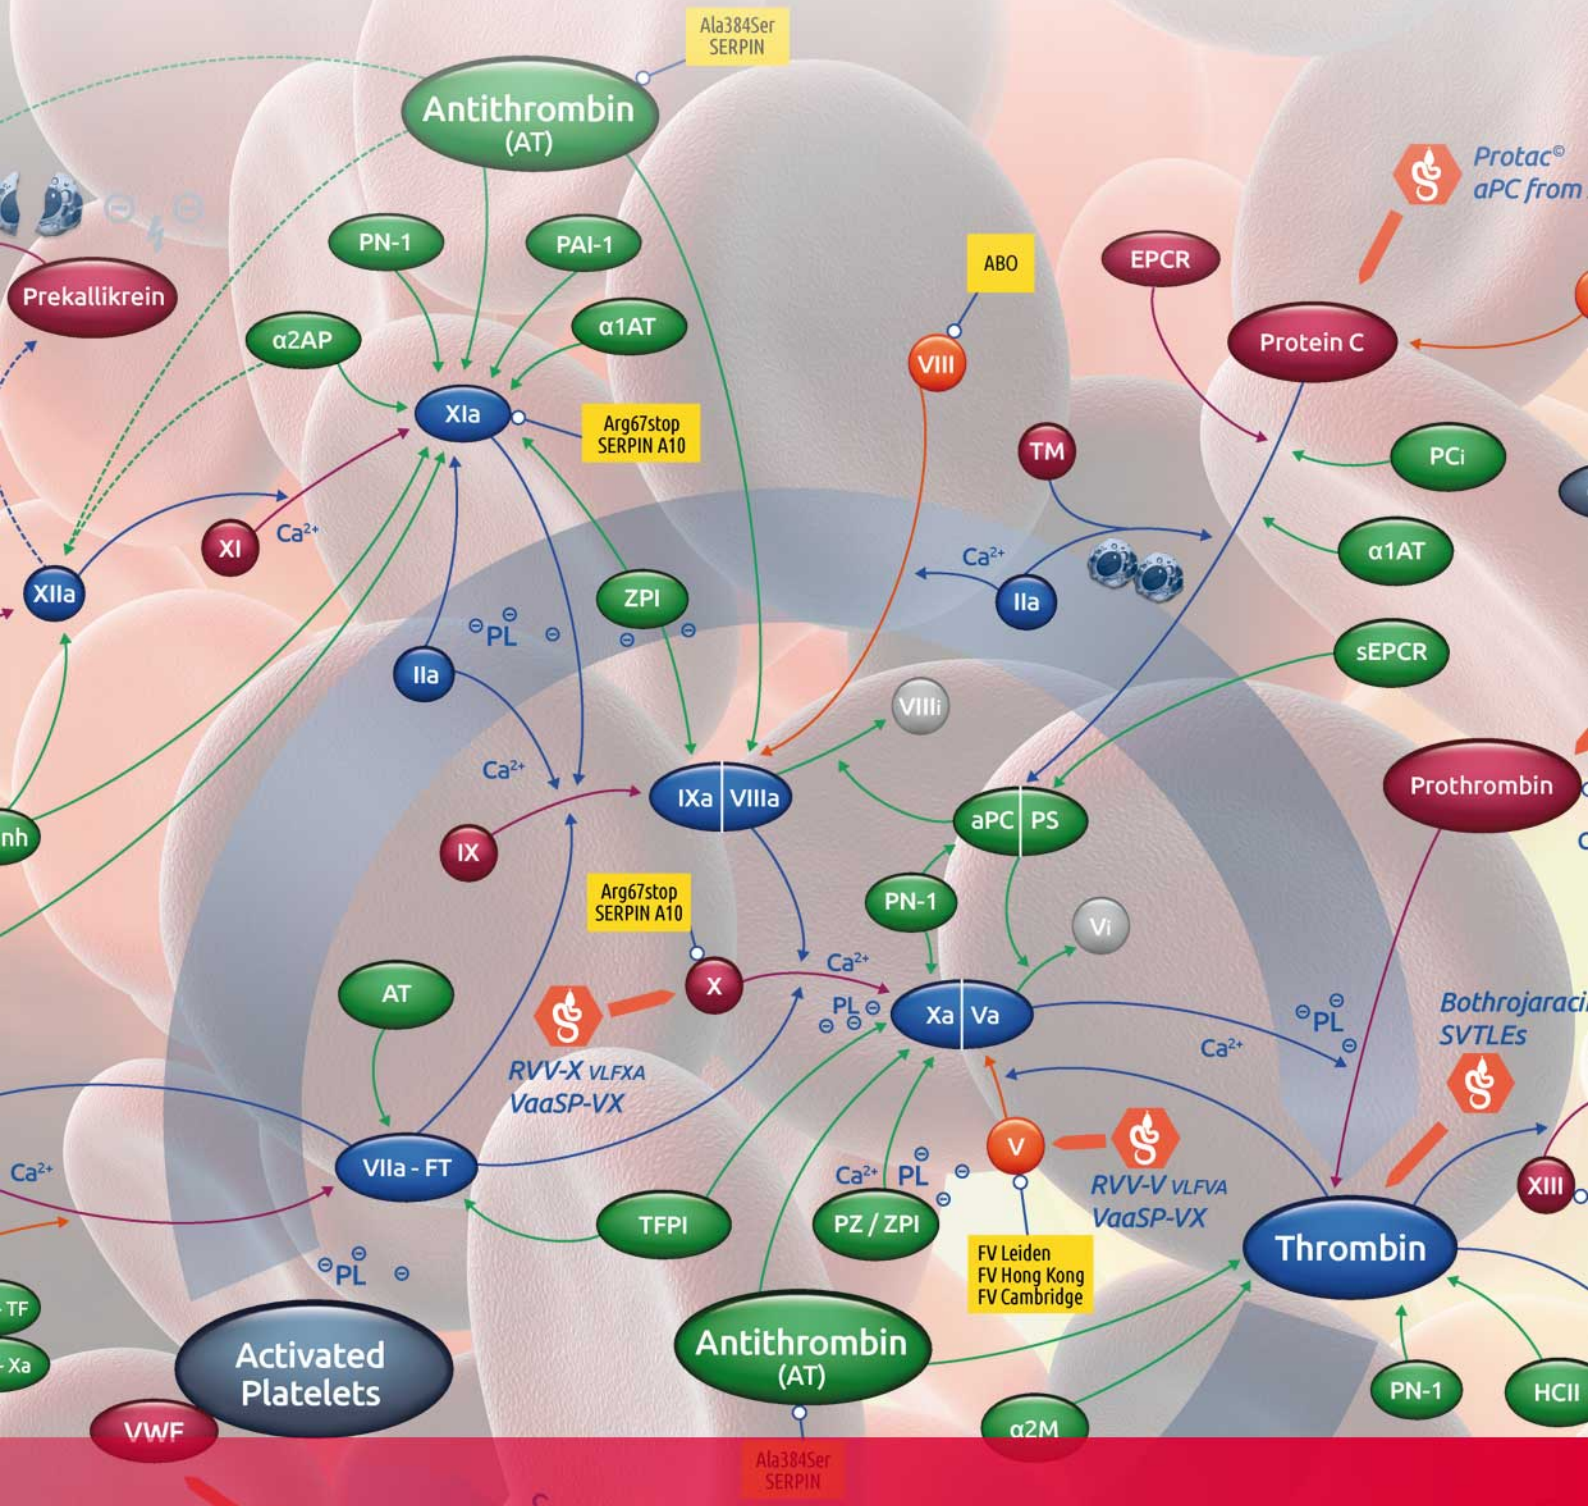 Ala384Ser
SERPIN
Antithrombin
(AT)
Protac©
aPC from
PN-1
PAI-1
ABO
EPCR
Prekallikrein
α2AP
α1AT
VIII
Protein C
XIa
Arg67stop
SERPIN A10
TM
PCi
XI
Ca²⁺
Ca²⁺
α1AT
XIIa
ZPI
IIa
⊖PL ⊖
⊖
⊖
⊖
sEPCR
IIa
VIIIi
Ca²⁺
IXa VIIIa
Prothrombin
aPC PS
nh
IX
Arg67stop
SERPIN A10
PN-1
Vi
Ca²⁺
AT
X
PL ⊖
⊖ ⊖
Xa Va
⊖PL ⊖
⊖
Bothrojaraci
SVTLEs
Ca²⁺
RVV-X VLFXA
VaaSP-VX
V
VIIa - FT
Ca²⁺
Ca²⁺ PL ⊖
⊖
⊖
RVV-V VLFVA
VaaSP-VX
XIII
TFPI
PZ / ZPI
Thrombin
FV Leiden
FV Hong Kong
FV Cambridge
⊖PL ⊖
⊖
- TF
- Xa
Activated
Platelets
Antithrombin
(AT)
PN-1
HCII
VWF
α2M
Ala384Ser
SERPIN